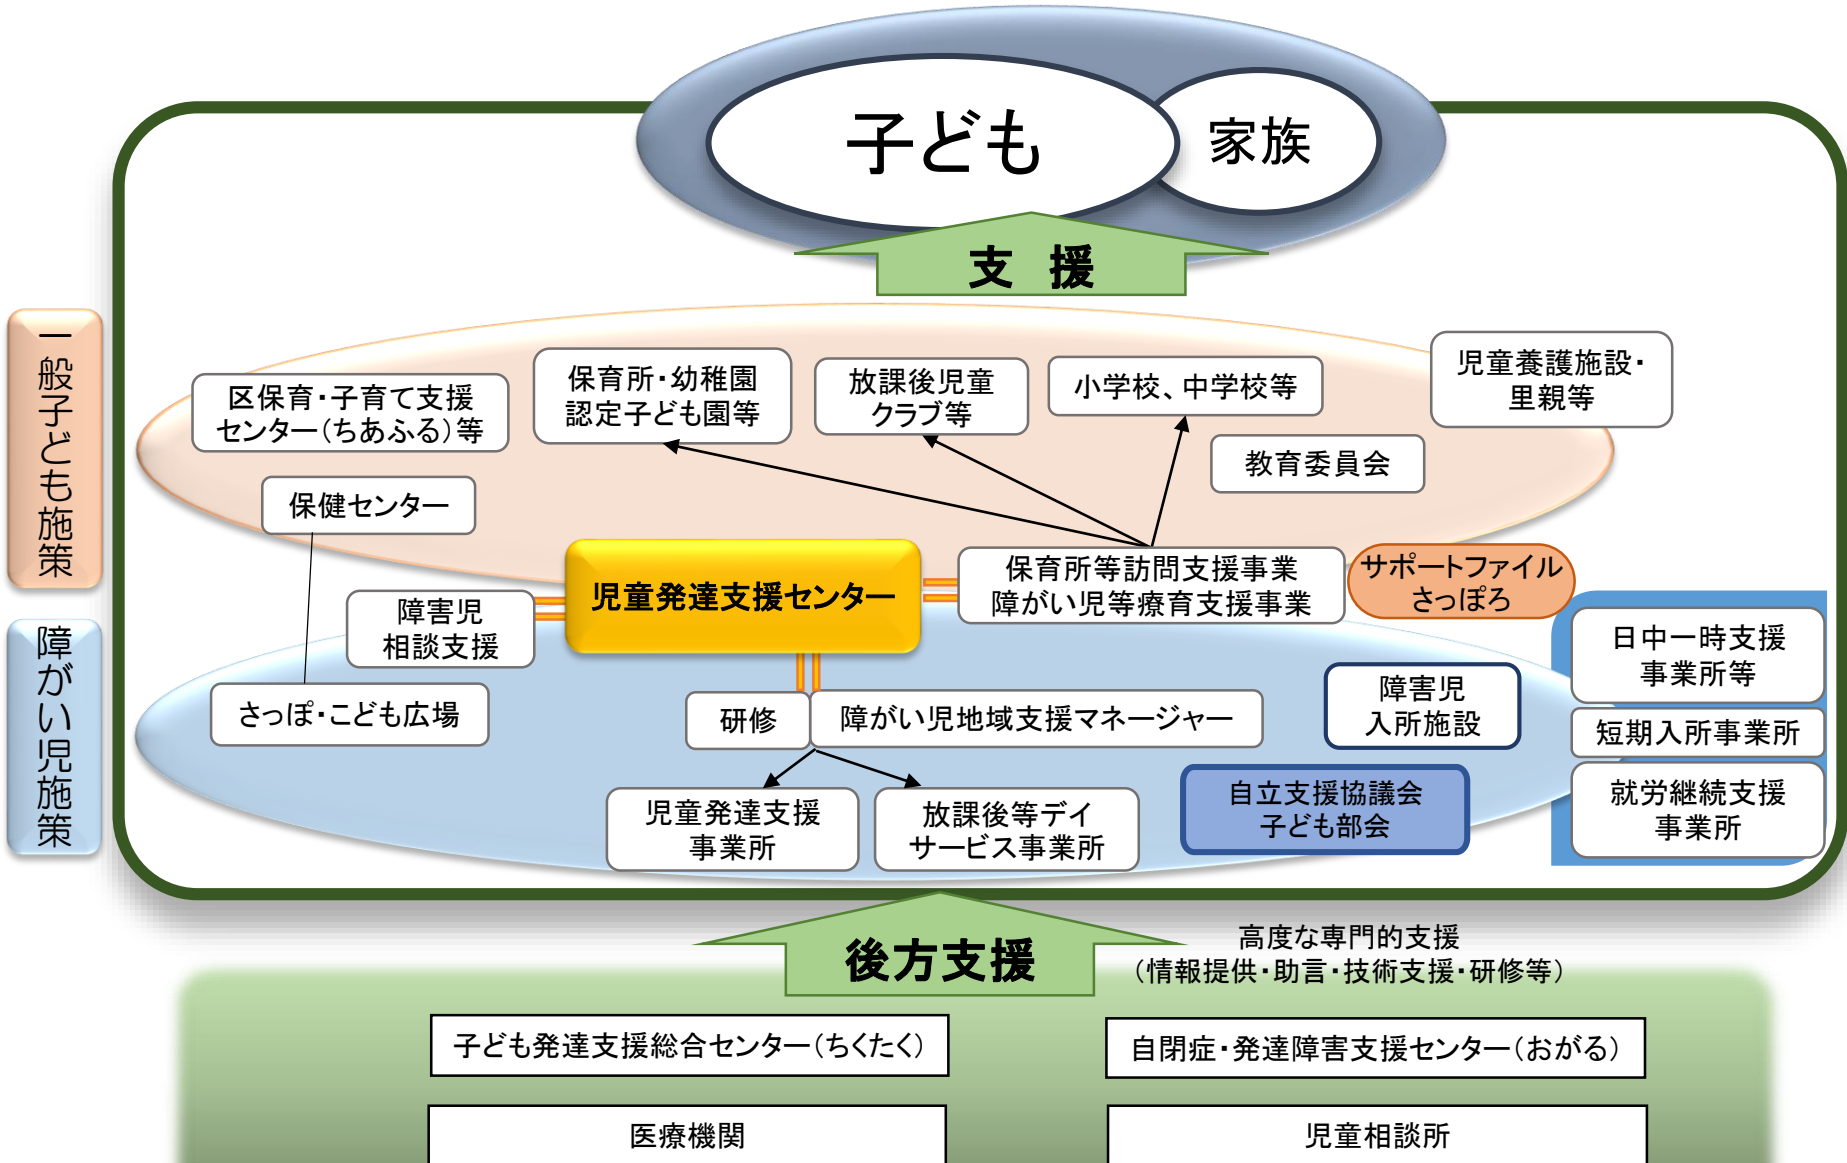 子ども
家族
支　援
一般子ども施策
区保育・子育て支援
センター（ちあふる）等
保育所・幼稚園
認定子ども園等
放課後児童
クラブ等
小学校、中学校等
児童養護施設・
里親等
教育委員会
保健センター
児童発達支援センター
保育所等訪問支援事業
障がい児等療育支援事業
サポートファイル
さっぽろ
障害児
相談支援
障がい児施策
さっぽ・こども広場
研修
障がい児地域支援マネージャー
障害児
入所施設
日中一時支援
事業所等
短期入所事業所
就労継続支援
事業所
児童発達支援
事業所
放課後等デイ
サービス事業所
自立支援協議会
子ども部会
後方支援
高度な専門的支援
（情報提供・助言・技術支援・研修等）
子ども発達支援総合センター（ちくたく）
自閉症・発達障害支援センター（おがる）
医療機関
児童相談所